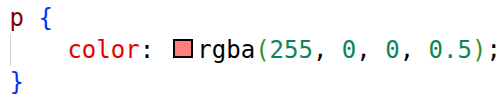 p {
    color: rgba(255, 0, 0, 0.5);
}